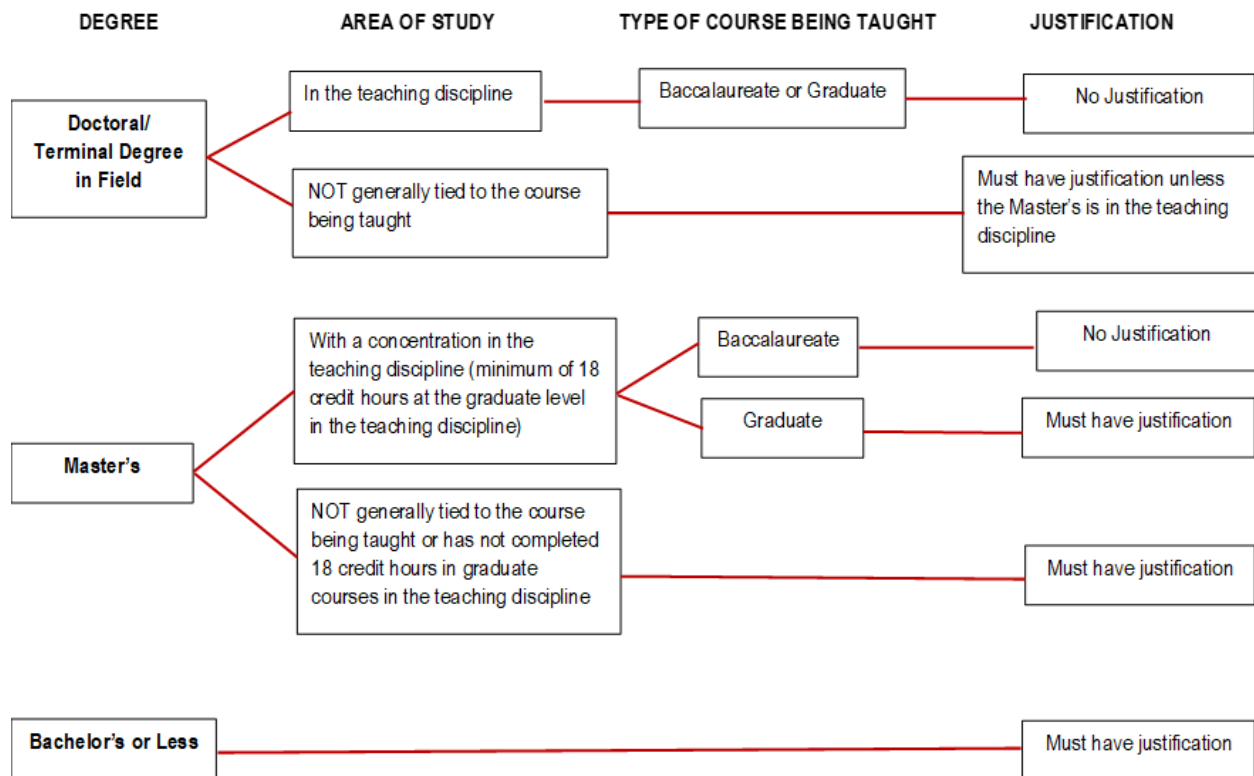 DEGREE
AREA OF STUDY
TYPE OF COURSE BEING TAUGHT
JUSTIFICATION
Doctoral/
Terminal Degree
in Field
In the teaching discipline
Baccalaureate or Graduate
No Justification
NOT generally tied to the course
being taught
Must have justification unless
the Master's is in the teaching
discipline
Master's
With a concentration in the
teaching discipline (minimum of 18
credit hours at the graduate level
in the teaching discipline)
Baccalaureate
No Justification
Graduate
Must have justification
NOT generally tied to the course
being taught or has not completed
18 credit hours in graduate
courses in the teaching discipline
Must have justification
Bachelor's or Less
Must have justification